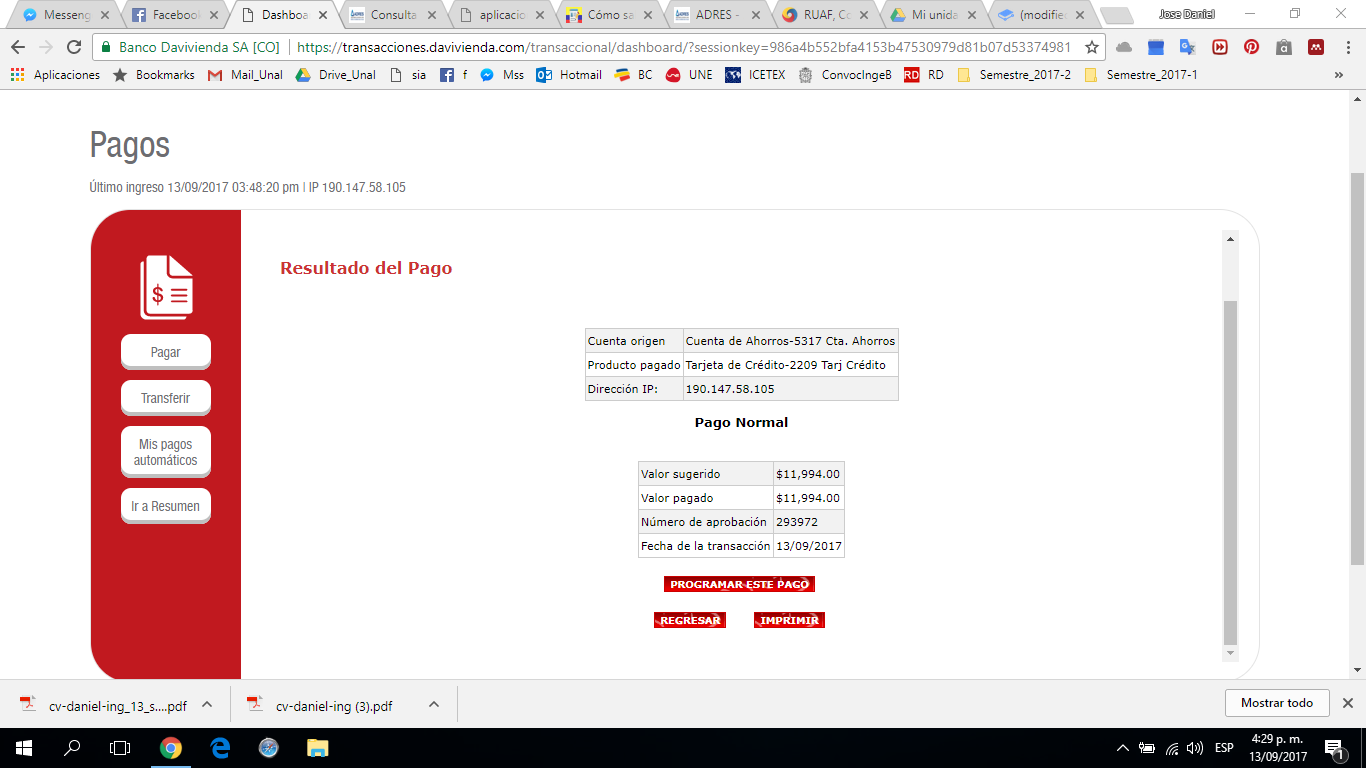 Messeng
Facebook
Dashboa
Consulta
aplicacio
Cómo sa
ADRES -
RUAF, Co
Mi unida
(modifie
Jose Daniel
Banco Davivienda SA [CO]
https://transacciones.davivienda.com/transaccional/dashboard/?sessionkey=986a4b552bfa4153b47530979d81b07d53374981
Aplicaciones
Bookmarks
Mail_Unal
Drive_Unal
sia
f
Mss
Hotmail
BC
UNE
ICETEX
ConvocIngeB
RD
RD
Semestre_2017-2
Semestre_2017-1
»
Pagos
Último ingreso 13/09/2017 03:48:20 pm | IP 190.147.58.105
Resultado del Pago
Pagar
Transferir
Mis pagos
automáticos
Ir a Resumen
Cuenta origen Cuenta de Ahorros-5317 Cta. Ahorros
Producto pagado Tarjeta de Crédito-2209 Tarj Crédito
Dirección IP: 190.147.58.105
Pago Normal
Valor sugerido $11,994.00
Valor pagado $11,994.00
Número de aprobación 293972
Fecha de la transacción 13/09/2017
PROGRAMAR ESTE PAGO
REGRESAR
IMPRIMIR
cv-daniel-ing_13_s....pdf
cv-daniel-ing (3).pdf
Mostrar todo
ESP
4:29 p. m.
13/09/2017
1